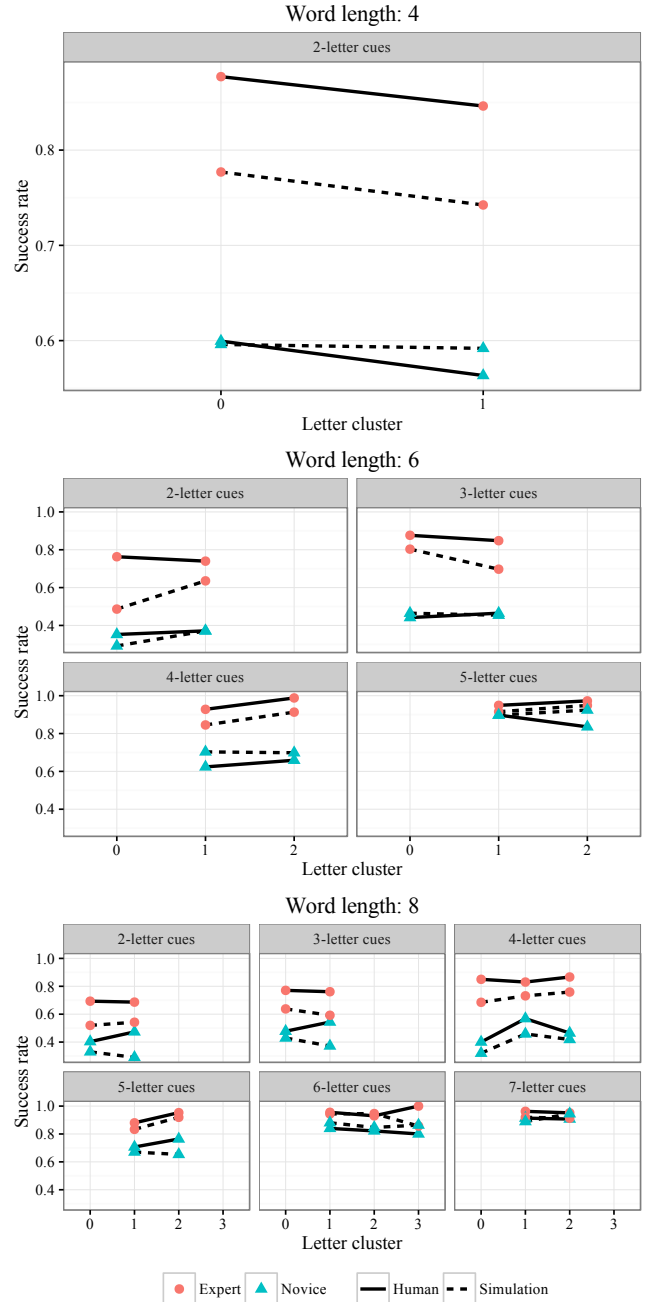 Word length: 4
2-letter cues
Success rate
0.8
0.7
0.6
0 1
Letter cluster
Word length: 6
2-letter cues 3-letter cues
1.0
0.8
0.6
0.4
Success rate
4-letter cues 5-letter cues
1.0
0.8
0.6
0.4
0 1 2 0 1 2
Letter cluster
Word length: 8
2-letter cues 3-letter cues 4-letter cues
1.0
0.8
0.6
0.4
Success rate
5-letter cues 6-letter cues 7-letter cues
1.0
0.8
0.6
0.4
0 1 2 3 0 1 2 3 0 1 2 3
Letter cluster
Expert Novice Human Simulation